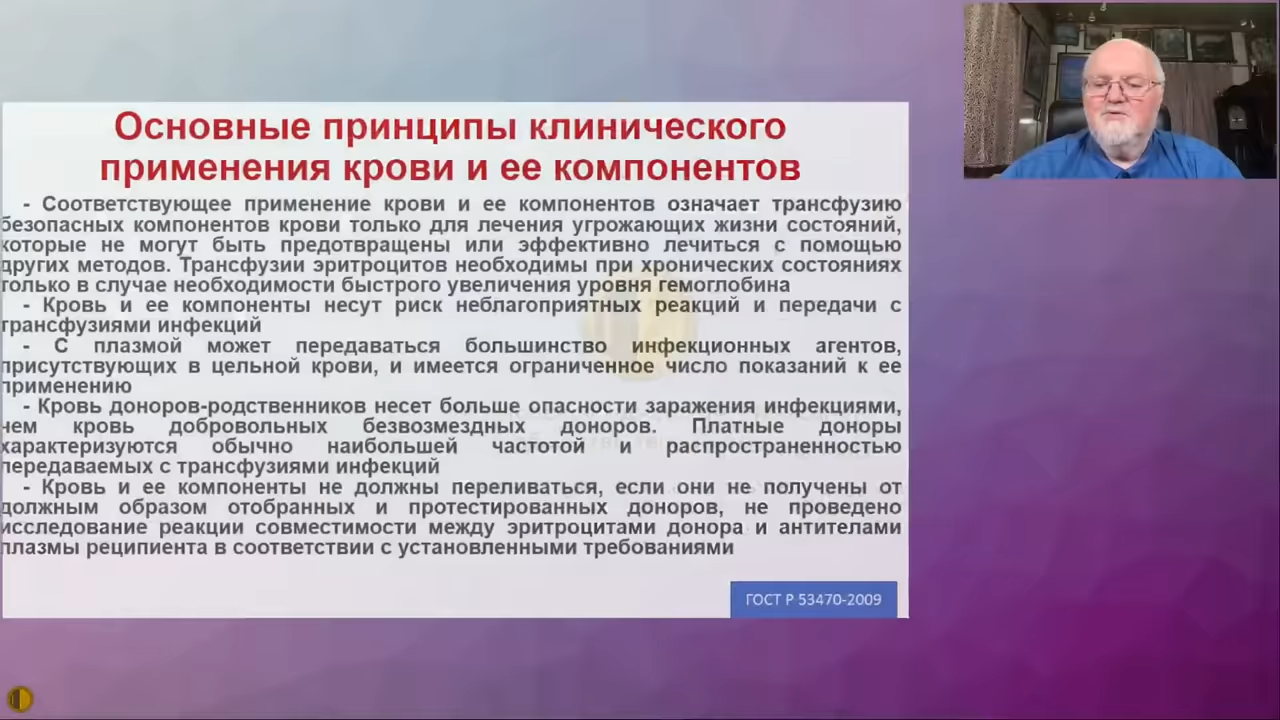 Основные принципы клинического
применения крови и ее компонентов
- Соответствующее применение крови и ее компонентов означает трансфузию
безопасных компонентов крови только для лечения угрожающих жизни состояний,
которые не могут быть предотвращены или эффективно лечиться с помощью
других методов. Трансфузии эритроцитов необходимы при хронических состояниях
только в случае необходимости быстрого увеличения уровня гемоглобина
- Кровь и ее компоненты несут риск неблагоприятных реакций и передачи с
трансфузиями инфекций
- С плазмой может передаваться большинство инфекционных агентов,
присутствующих в цельной крови, и имеется ограниченное число показаний к ее
применению
- Кровь доноров-родственников несет больше опасности заражения инфекциями,
чем кровь добровольных безвозмездных доноров. Платные доноры
характеризуются обычно наибольшей частотой и распространенностью
передаваемых с трансфузиями инфекций
- Кровь и ее компоненты не должны переливаться, если они не получены от
должным образом отобранных и протестированных доноров, не проведено
исследование реакции совместимости между эритроцитами донора и антителами
плазмы реципиента в соответствии с установленными требованиями
ГОСТ Р 53470-2009